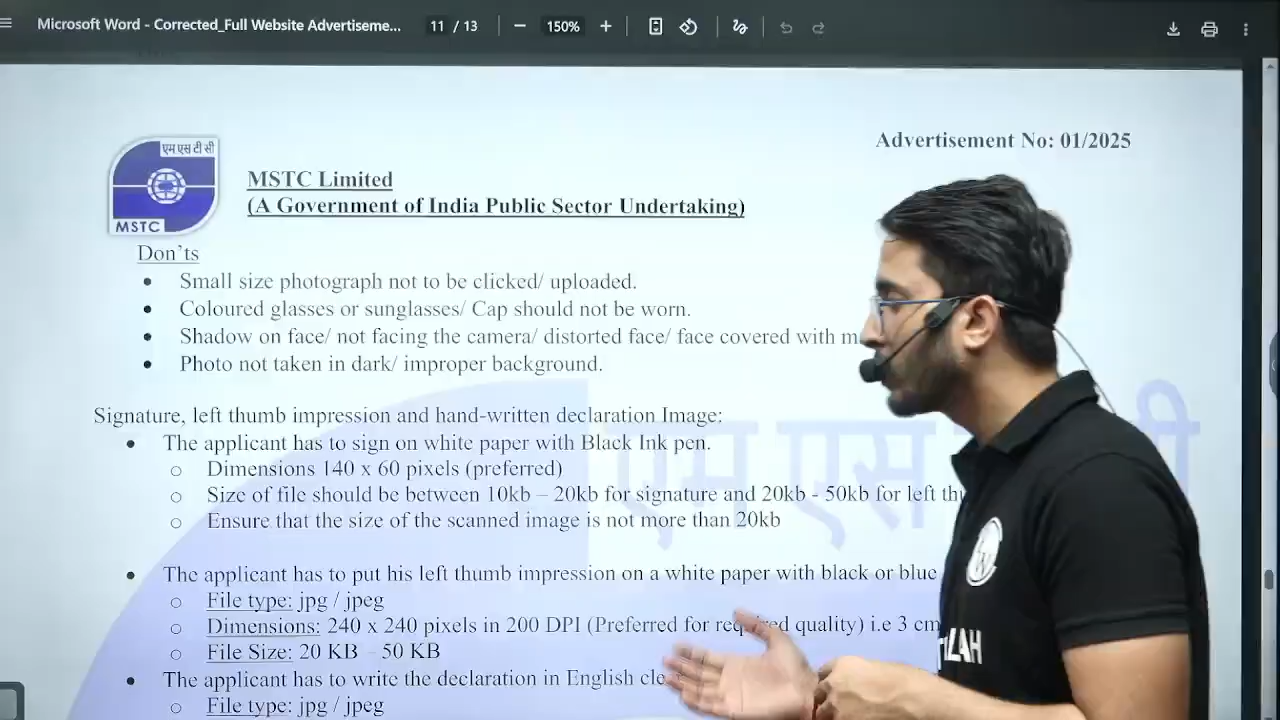 Microsoft Word - Corrected_Full Website Advertiseme...
11 / 13
150%
Advertisement No: 01/2025
एम एस टी सी
MSTC
MSTC Limited
(A Government of India Public Sector Undertaking)
Don'ts
• Small size photograph not to be clicked/ uploaded.
• Coloured glasses or sunglasses/ Cap should not be worn.
• Shadow on face/ not facing the camera/ distorted face/ face covered with
• Photo not taken in dark/ improper background.
Signature, left thumb impression and hand-written declaration Image:
• The applicant has to sign on white paper with Black Ink pen.
o Dimensions 140 x 60 pixels (preferred)
o Size of file should be between 10kb – 20kb for signature and 20kb - 50kb for left
o Ensure that the size of the scanned image is not more than 20kb
• The applicant has to put his left thumb impression on a white paper with black or blue
o File type: jpg / jpeg
o Dimensions: 240 x 240 pixels in 200 DPI (Preferred for required quality) i.e 3 cm
o File Size: 20 KB – 50 KB
• The applicant has to write the declaration in English
o File type: jpg / jpeg
एम एस